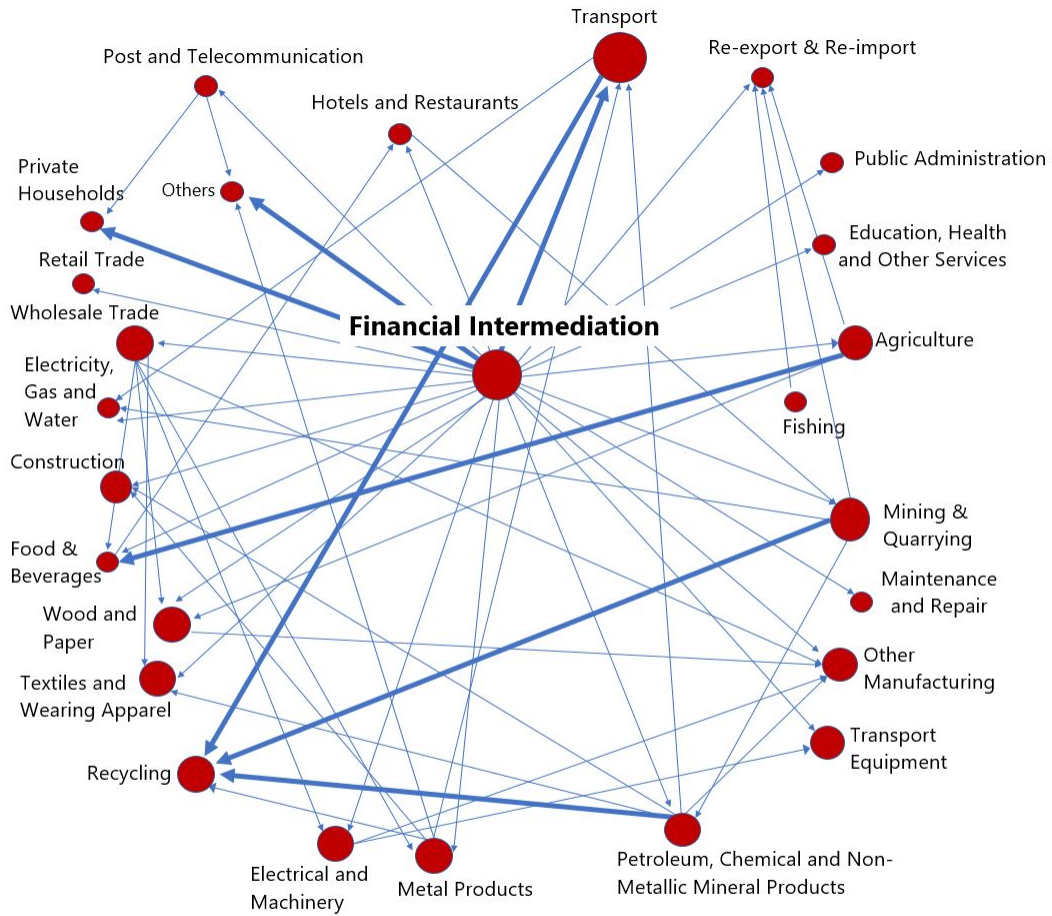 Transport
Re-export & Re-import
Post and Telecommunication
Hotels and Restaurants
Public Administration
Private
Households
Others
Education, Health
and Other Services
Retail Trade
Wholesale Trade
Financial Intermediation
Agriculture
Electricity,
Gas and
Water
Fishing
Construction
Mining &
Quarrying
Food &
Beverages
Maintenance
and Repair
Wood and
Paper
Other
Manufacturing
Textiles and
Wearing Apparel
Transport
Equipment
Recycling
Electrical and
Machinery
Metal Products
Petroleum, Chemical and Non-
Metallic Mineral Products